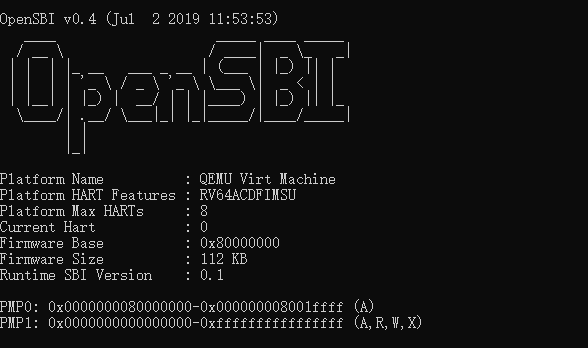 OpenSBI v0.4 (Jul  2 2019 11:53:53)
OpenSBI
Platform Name          : QEMU Virt Machine
Platform HART Features : RV64ACDFIMSU
Platform Max HARTs     : 8
Current Hart           : 0
Firmware Base          : 0x80000000
Firmware Size          : 112 KB
Runtime SBI Version    : 0.1
PMP0: 0x0000000080000000-0x000000008001ffff (A)
PMP1: 0x0000000000000000-0xffffffffffffffff (A,R,W,X)